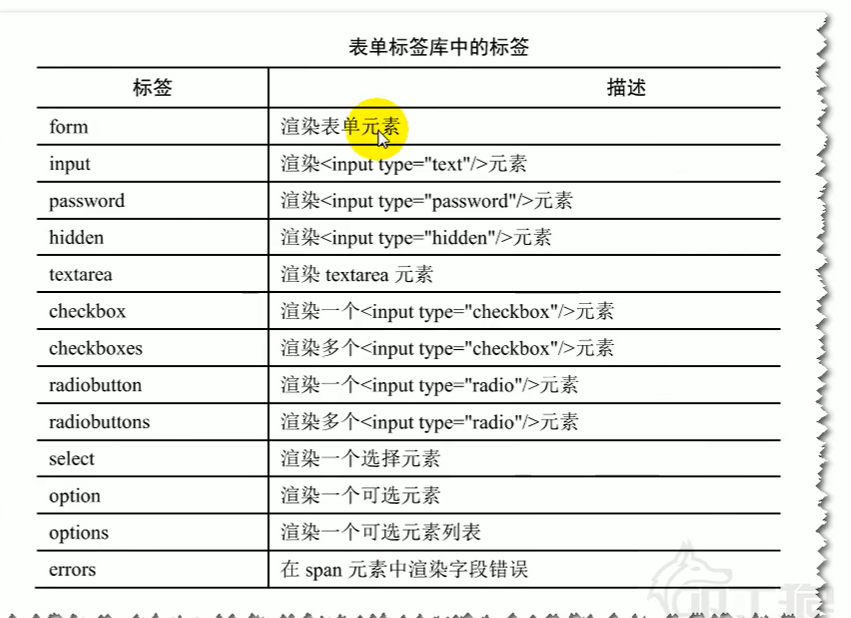 表单标签库中的标签
标签 描述
form 渲染表单元素
input 渲染<input type="text"/>元素
password 渲染<input type="password"/>元素
hidden 渲染<input type="hidden"/>元素
textarea 渲染 textarea 元素
checkbox 渲染一个<input type="checkbox"/>元素
checkboxes 渲染多个<input type="checkbox"/>元素
radiobutton 渲染一个<input type="radio"/>元素
radiobuttons 渲染多个<input type="radio"/>元素
select 渲染一个选择元素
option 渲染一个可选元素
options 渲染一个可选元素列表
errors 在 span 元素中渲染字段错误